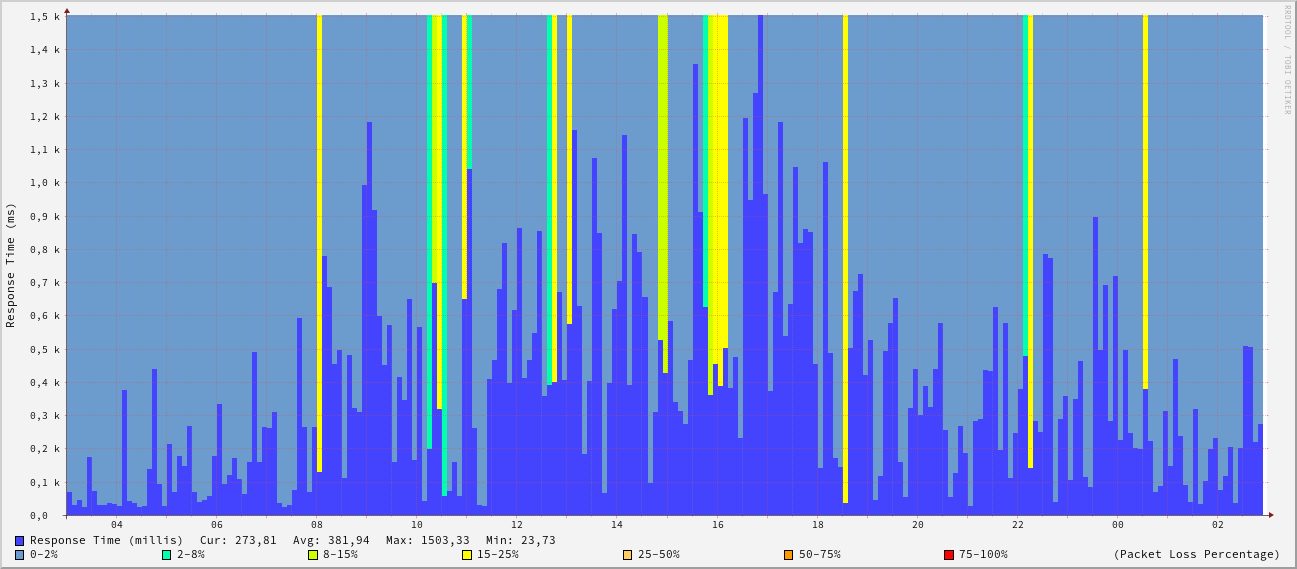 RRDTOOL / TOBI OETIKER
Response Time (ms)
1,5 k
1,4 k
1,3 k
1,2 k
1,1 k
1,0 k
0,9 k
0,8 k
0,7 k
0,6 k
0,5 k
0,4 k
0,3 k
0,2 k
0,1 k
0,0
04 06 08 10 12 14 16 18 20 22 00 02
Response Time (millis) Cur: 273,81 Avg: 381,94 Max: 1503,33 Min: 23,73
0-2% 2-8% 8-15% 15-25% 25-50% 50-75% 75-100% (Packet Loss Percentage)